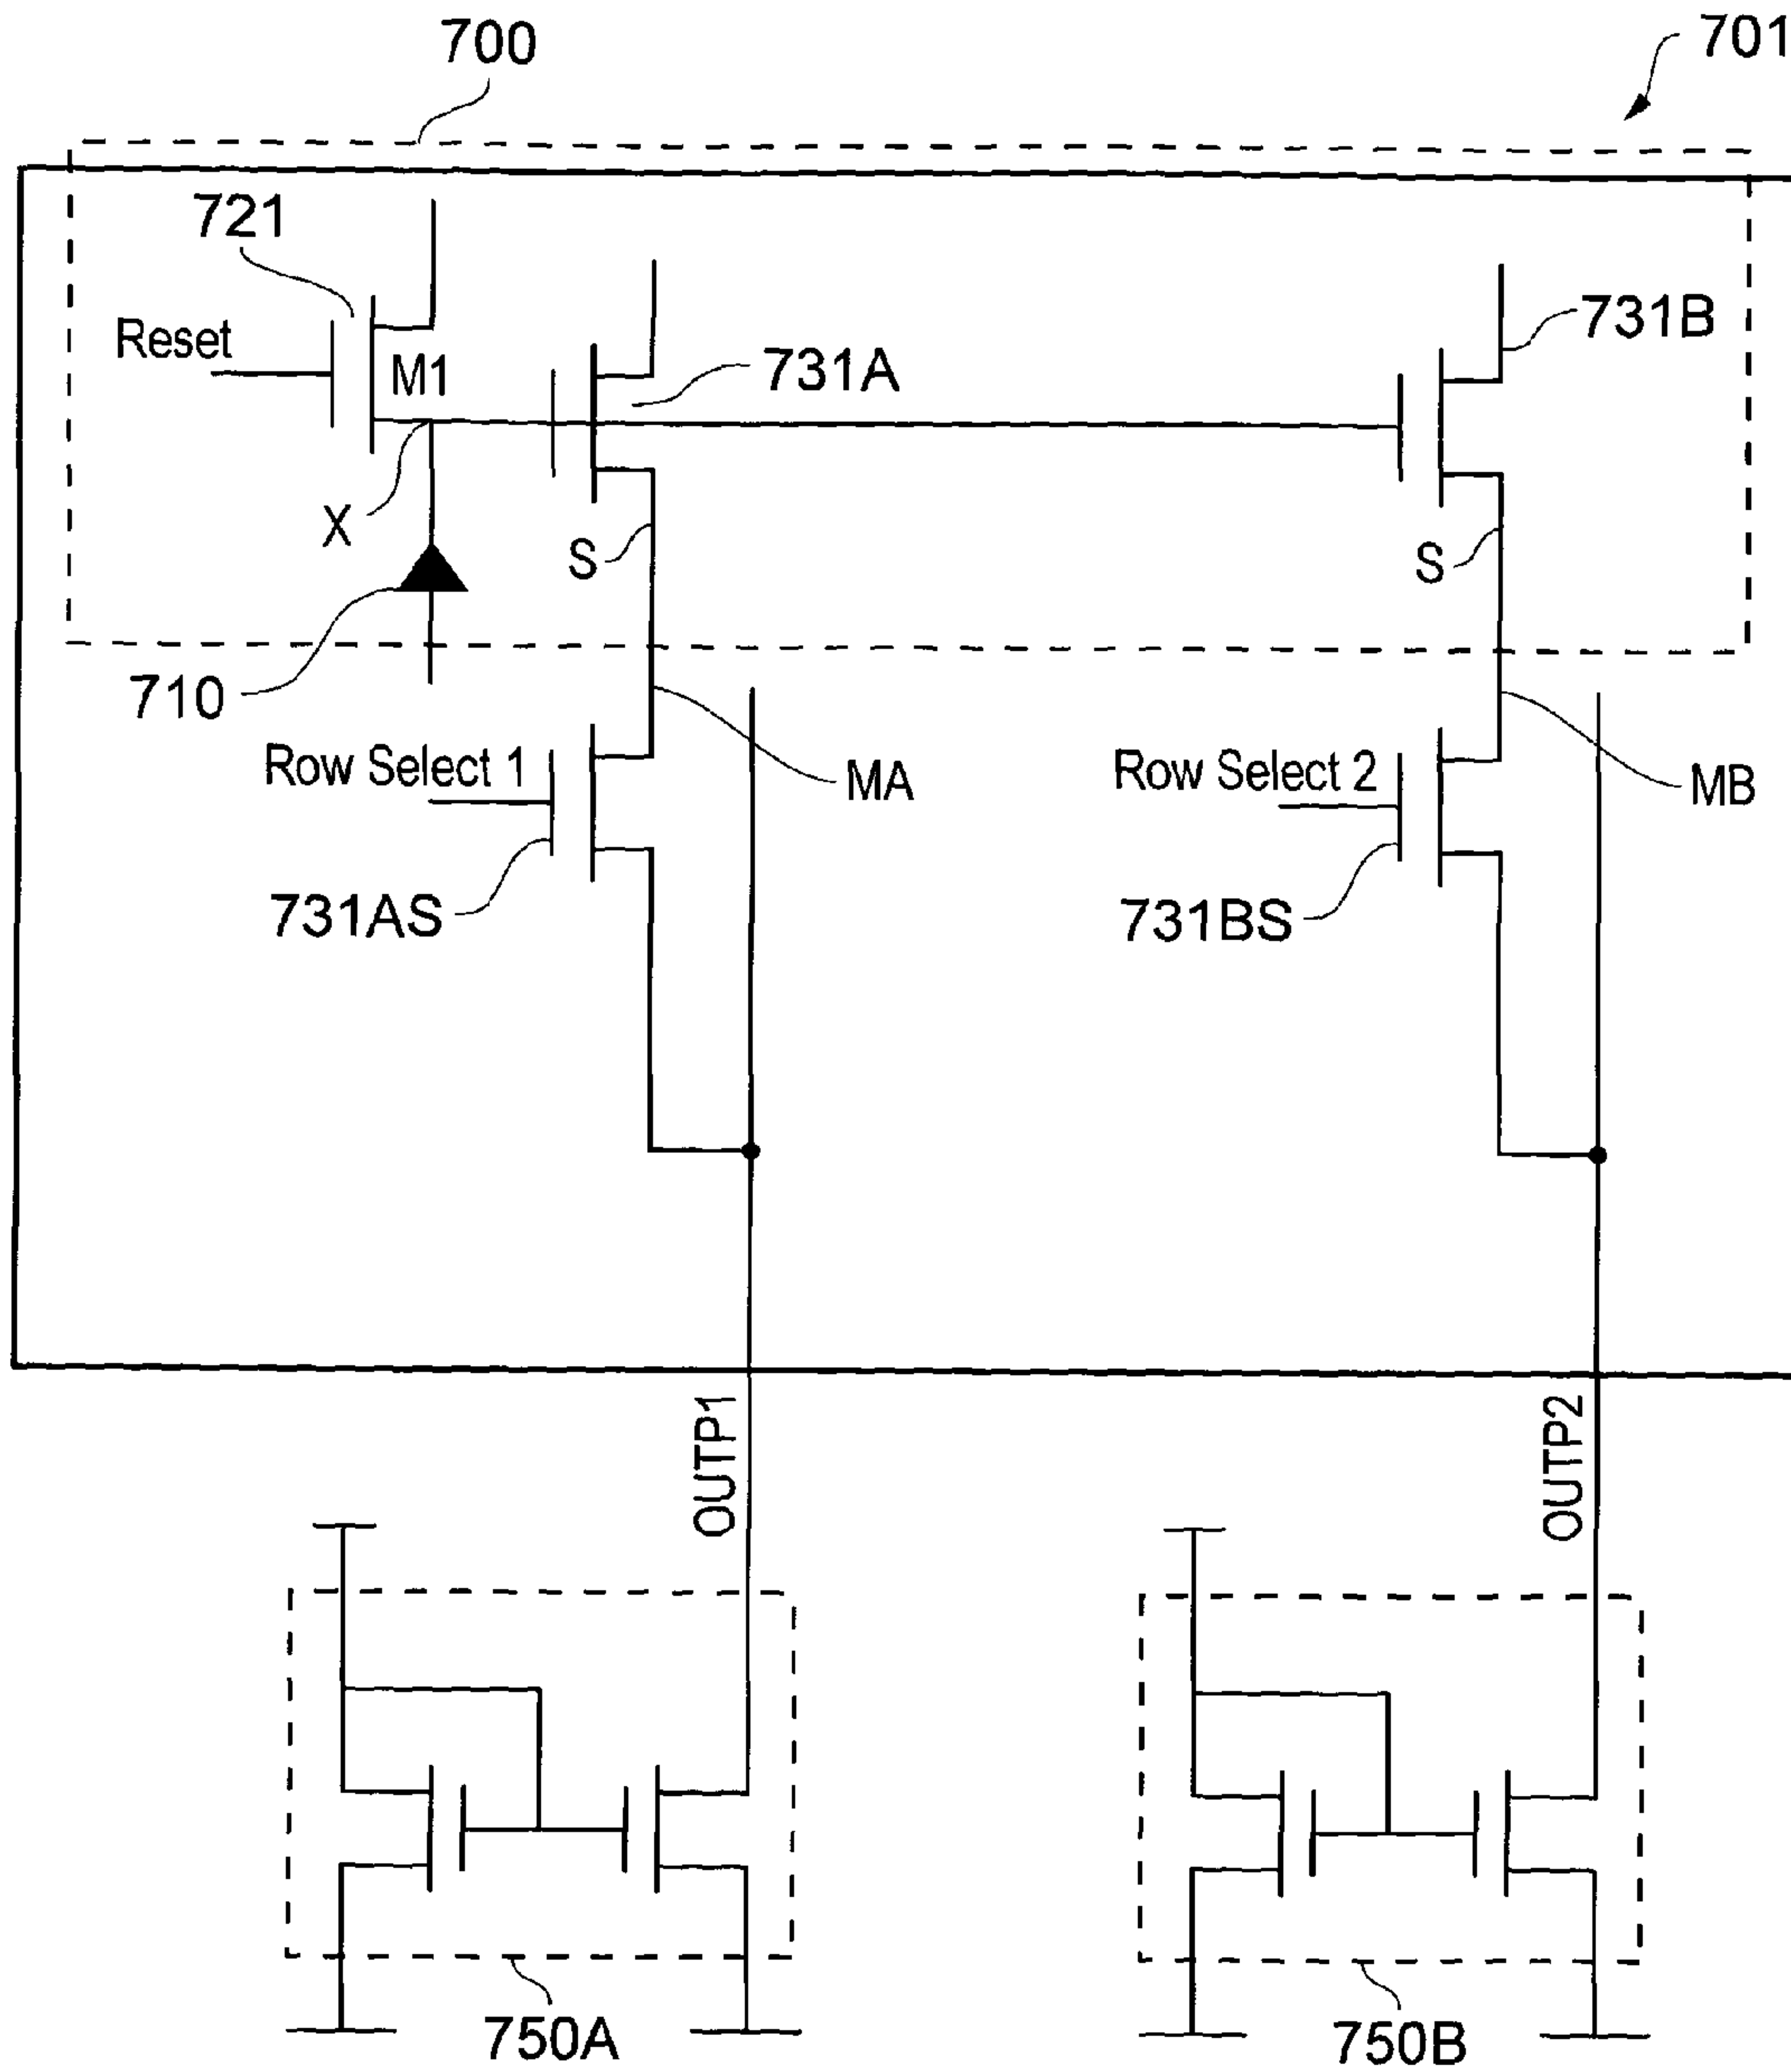 700
701
721
Reset
M1
731A
731B
X
S
S
710
Row Select 1
MA
Row Select 2
MB
731AS
731BS
OUTP1
OUTP2
750A
750B